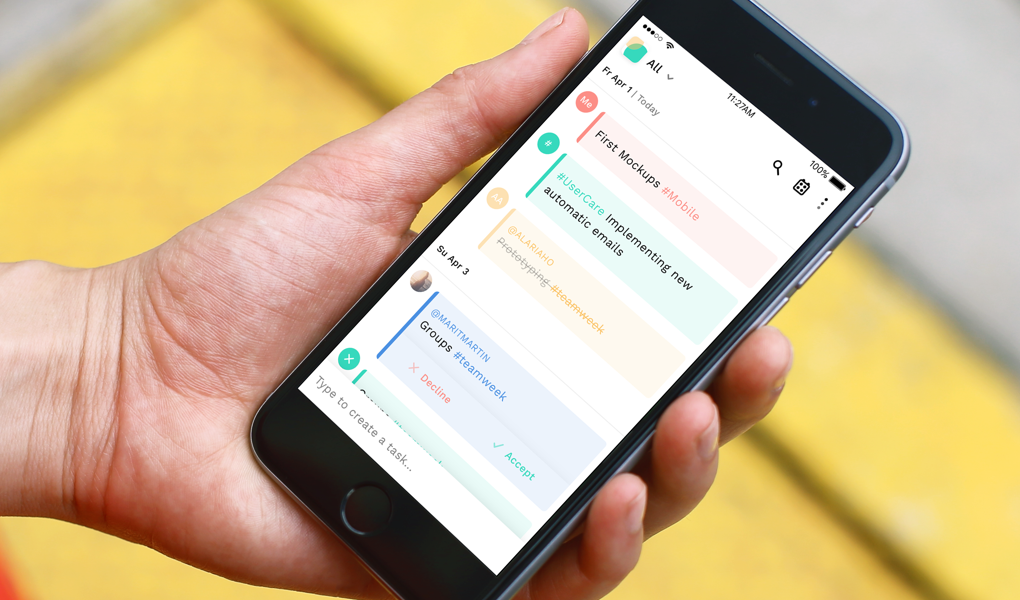 11:27AM
100%
All
Fr Apr 1 | Today
Me
First Mockups #Mobile
#
#UserCare Implementing new
automatic emails
AA
@ALARIAHO
Prototyping #teamweek
Su Apr 3
@MARITMARTIN
Groups #teamweek
Decline
Accept
Type to create a task...